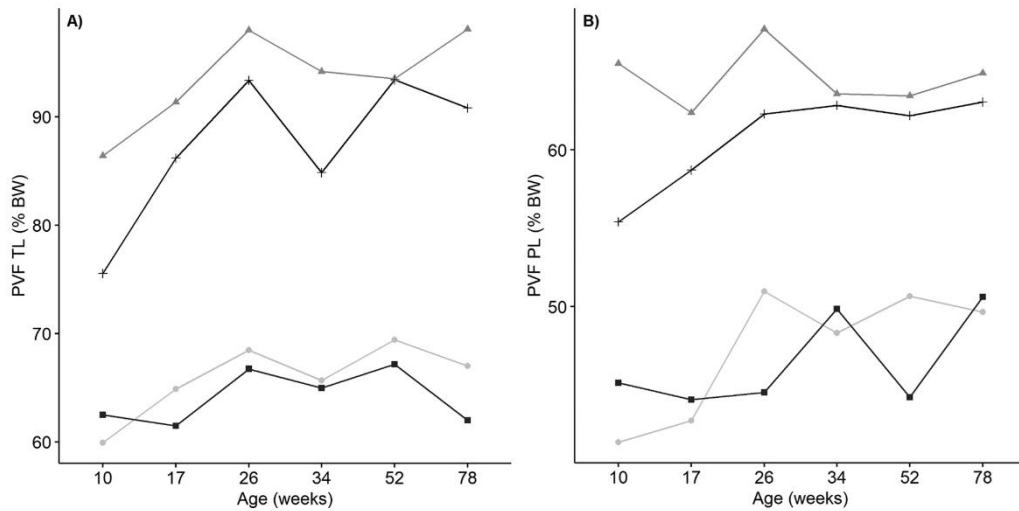 A)
PVF TL (% BW)
90
80
70
60
10 17 26 34 52 78
Age (weeks)
B)
PVF PL (% BW)
60
50
10 17 26 34 52 78
Age (weeks)